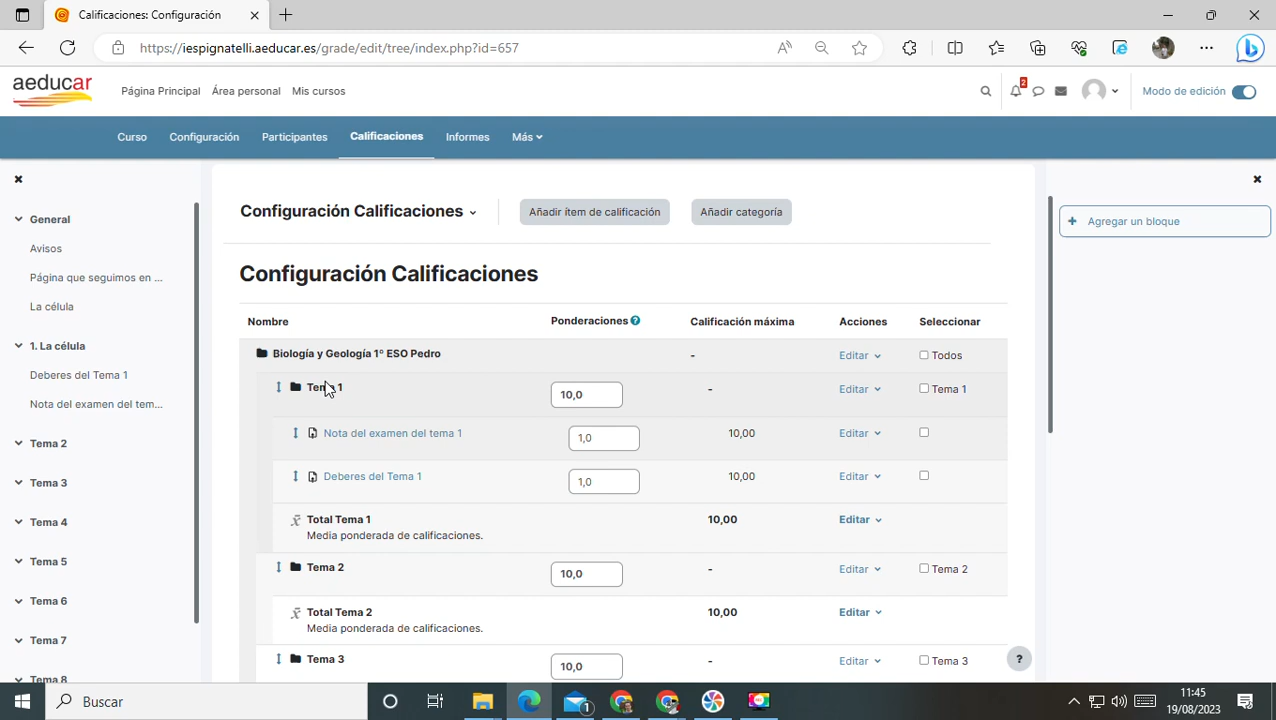 Calificaciones: Configuración
https://iespignatelli.aeducar.es/grade/edit/tree/index.php?id=657
aeducar
Página Principal Área personal Mis cursos
2
Modo de edición
Curso Configuración Participantes Calificaciones Informes Más
General
Avisos
Página que seguimos en ...
La célula
1. La célula
Deberes del Tema 1
Nota del examen del tem...
Tema 2
Tema 3
Tema 4
Tema 5
Tema 6
Tema 7
Tema 8
Configuración Calificaciones
Añadir ítem de calificación
Añadir categoría
Configuración Calificaciones
Nombre Ponderaciones ? Calificación máxima Acciones Seleccionar
Biología y Geología 1º ESO Pedro - Editar Todos
Tema 1 10,0 - Editar Tema 1
Nota del examen del tema 1 1,0 10,00 Editar
Deberes del Tema 1 1,0 10,00 Editar
Total Tema 1 10,00 Editar
Media ponderada de calificaciones.
Tema 2 10,0 - Editar Tema 2
Total Tema 2 10,00 Editar
Media ponderada de calificaciones.
Tema 3 10,0 - Editar Tema 3
?
+ Agregar un bloque
Buscar
1
11:45
19/08/2023